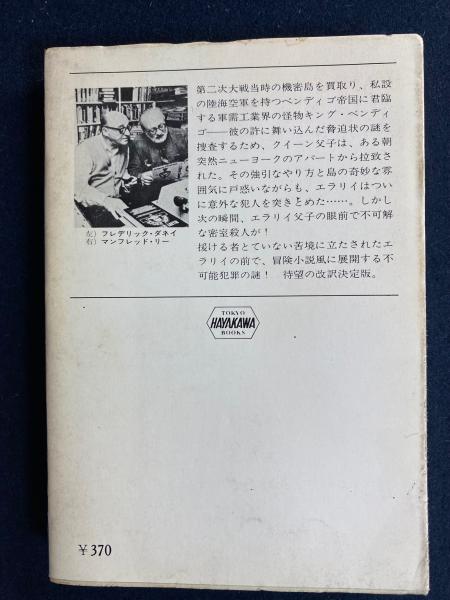 第二次大戦当時の機密島を買取り、私設
の陸海空軍を持つベンディゴ帝国に君臨
する軍需工業界の怪物キング・ベンディ
ゴ――彼の許に舞い込んだ脅迫状の謎を
捜査するため、クイーン父子は、ある朝
突然ニューヨークのアパートから拉致さ
れた。その強引なやり方と島の奇妙な雰
囲気に戸惑いながらも、エラリイはつい
に意外な犯人を突きとめた……。しかし
次の瞬間、エラリイ父子の眼前で不可解
な密室殺人が！
援ける者とていない苦境に立たされたエ
ラリイの前で、冒険小説風に展開する不
可能犯罪の謎！　待望の改訳決定版。
左）フレデリック・ダネイ
右）マンフレッド・リー
TOKYO
HAYAKAWA
BOOKS
¥370